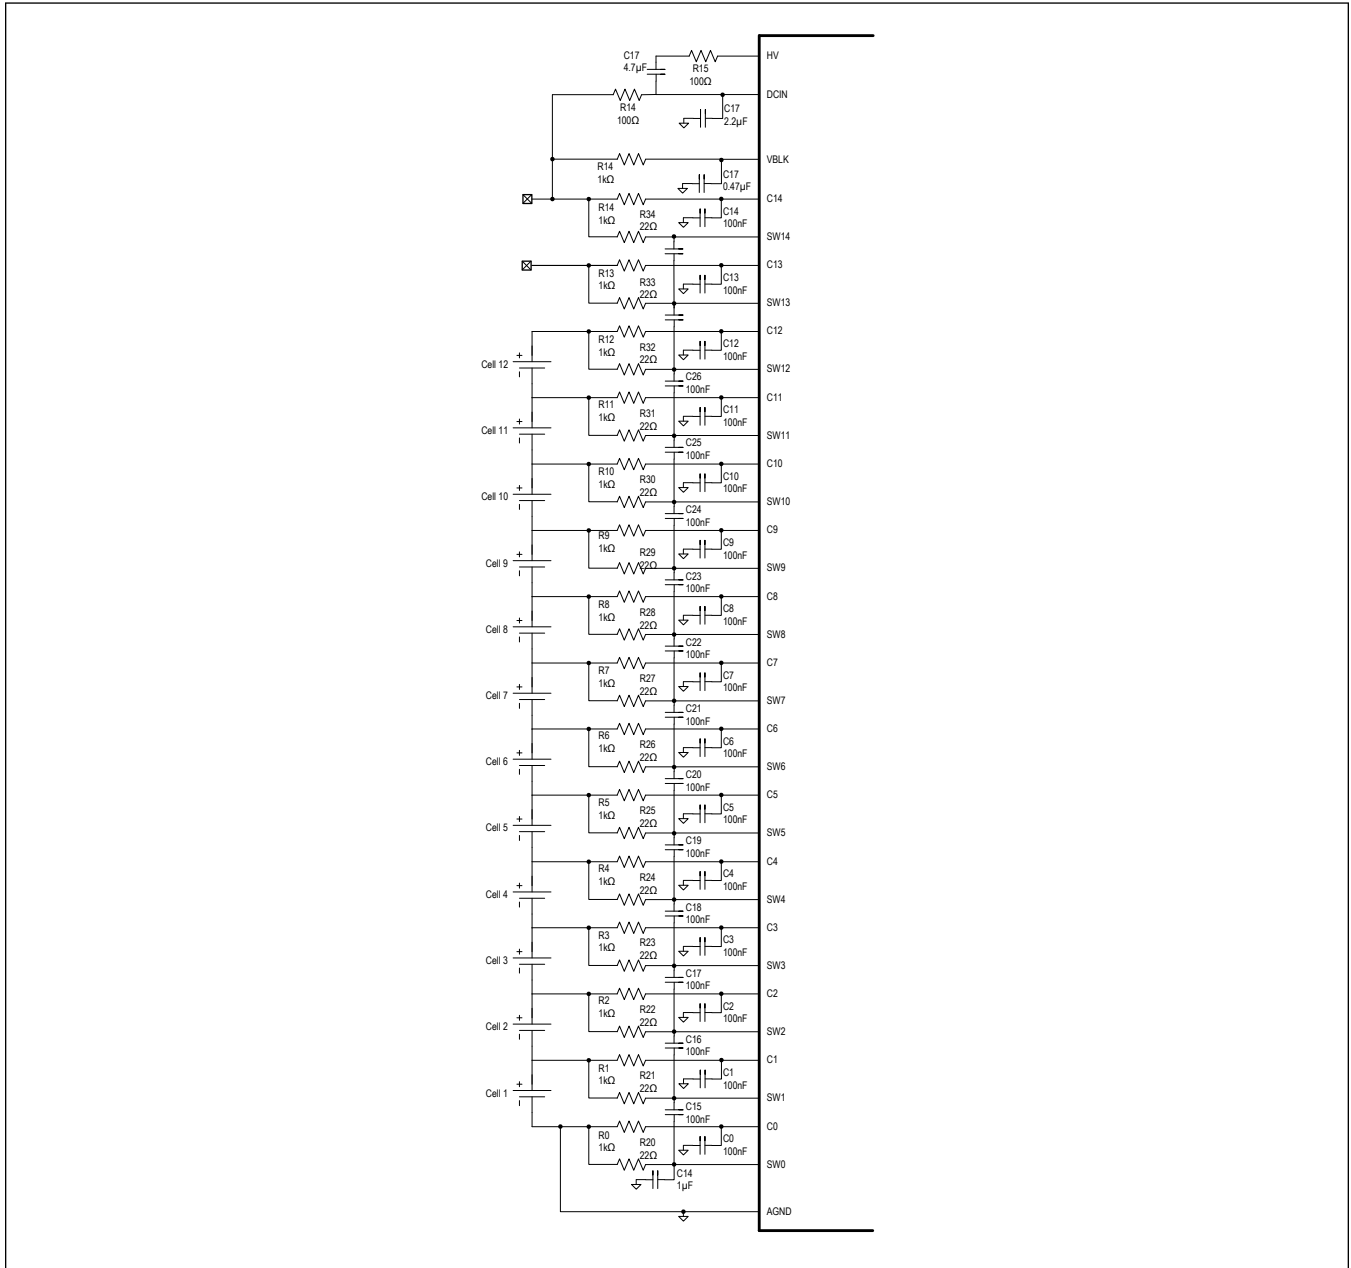 C17
4.7µF
R15
100Ω
HV
R14
100Ω
C17
2.2µF
DCIN
R14
1kΩ
C17
0.47µF
VBLK
R14
1kΩ
R34
22Ω
C14
100nF
C14
SW14
R13
1kΩ
R33
22Ω
C13
100nF
C13
SW13
Cell 12
+
R12
1kΩ
R32
22Ω
C12
100nF
C12
SW12
C26
100nF
Cell 11
+
R11
1kΩ
R31
22Ω
C11
100nF
C11
SW11
C25
100nF
Cell 10
+
R10
1kΩ
R30
22Ω
C10
100nF
C10
SW10
C24
100nF
Cell 9
+
R9
1kΩ
R29
22Ω
C9
100nF
C9
SW9
C23
100nF
Cell 8
+
R8
1kΩ
R28
22Ω
C8
100nF
C8
SW8
C22
100nF
Cell 7
+
R7
1kΩ
R27
22Ω
C7
100nF
C7
SW7
C21
100nF
Cell 6
+
R6
1kΩ
R26
22Ω
C6
100nF
C6
SW6
C20
100nF
Cell 5
+
R5
1kΩ
R25
22Ω
C5
100nF
C5
SW5
C19
100nF
Cell 4
+
R4
1kΩ
R24
22Ω
C4
100nF
C4
SW4
C18
100nF
Cell 3
+
R3
1kΩ
R23
22Ω
C3
100nF
C3
SW3
C17
100nF
Cell 2
+
R2
1kΩ
R22
22Ω
C2
100nF
C2
SW2
C16
100nF
Cell 1
+
R1
1kΩ
R21
22Ω
C1
100nF
C1
SW1
C15
100nF
R0
1kΩ
R20
22Ω
C0
100nF
C0
SW0
C14
1µF
AGND